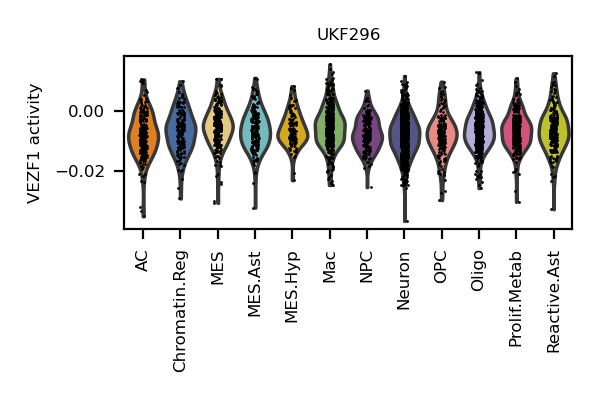 UKF296
VEZF1 activity
0.00
−0.02
AC
Chromatin.Reg
MES
MES.Ast
MES.Hyp
Mac
NPC
Neuron
OPC
Oligo
Prolif.Metab
Reactive.Ast